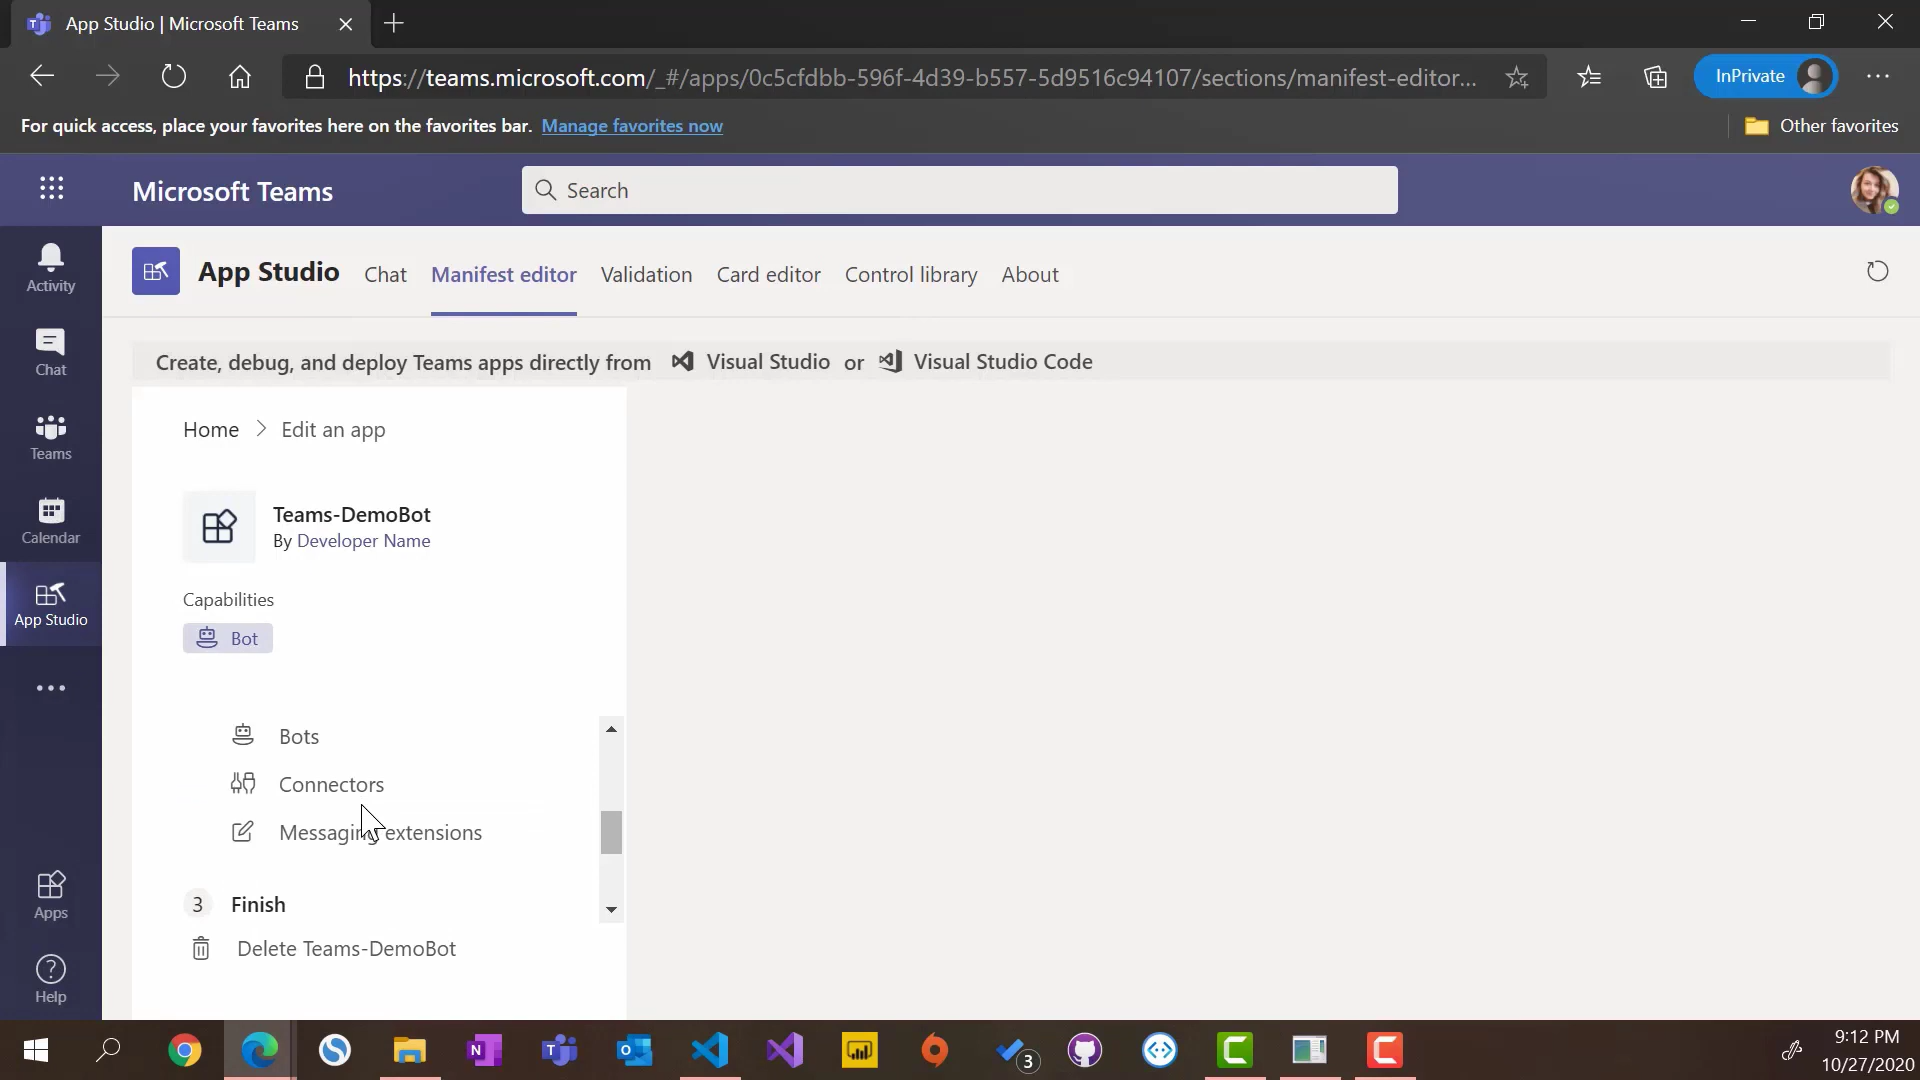 App Studio | Microsoft Teams
https://teams.microsoft.com/_#/apps/0c5cfdbb-596f-4d39-b557-5d9516c94107/sections/manifest-editor...
InPrivate
For quick access, place your favorites here on the favorites bar. Manage favorites now
Other favorites
Microsoft Teams
Search
App Studio
Chat
Manifest editor
Validation
Card editor
Control library
About
Activity
Chat
Teams
Calendar
App Studio
Apps
Help
Create, debug, and deploy Teams apps directly from Visual Studio or Visual Studio Code
Home > Edit an app
Teams-DemoBot
By Developer Name
Capabilities
Bot
Bots
Connectors
Messaging extensions
3 Finish
Delete Teams-DemoBot
3
9:12 PM
10/27/2020